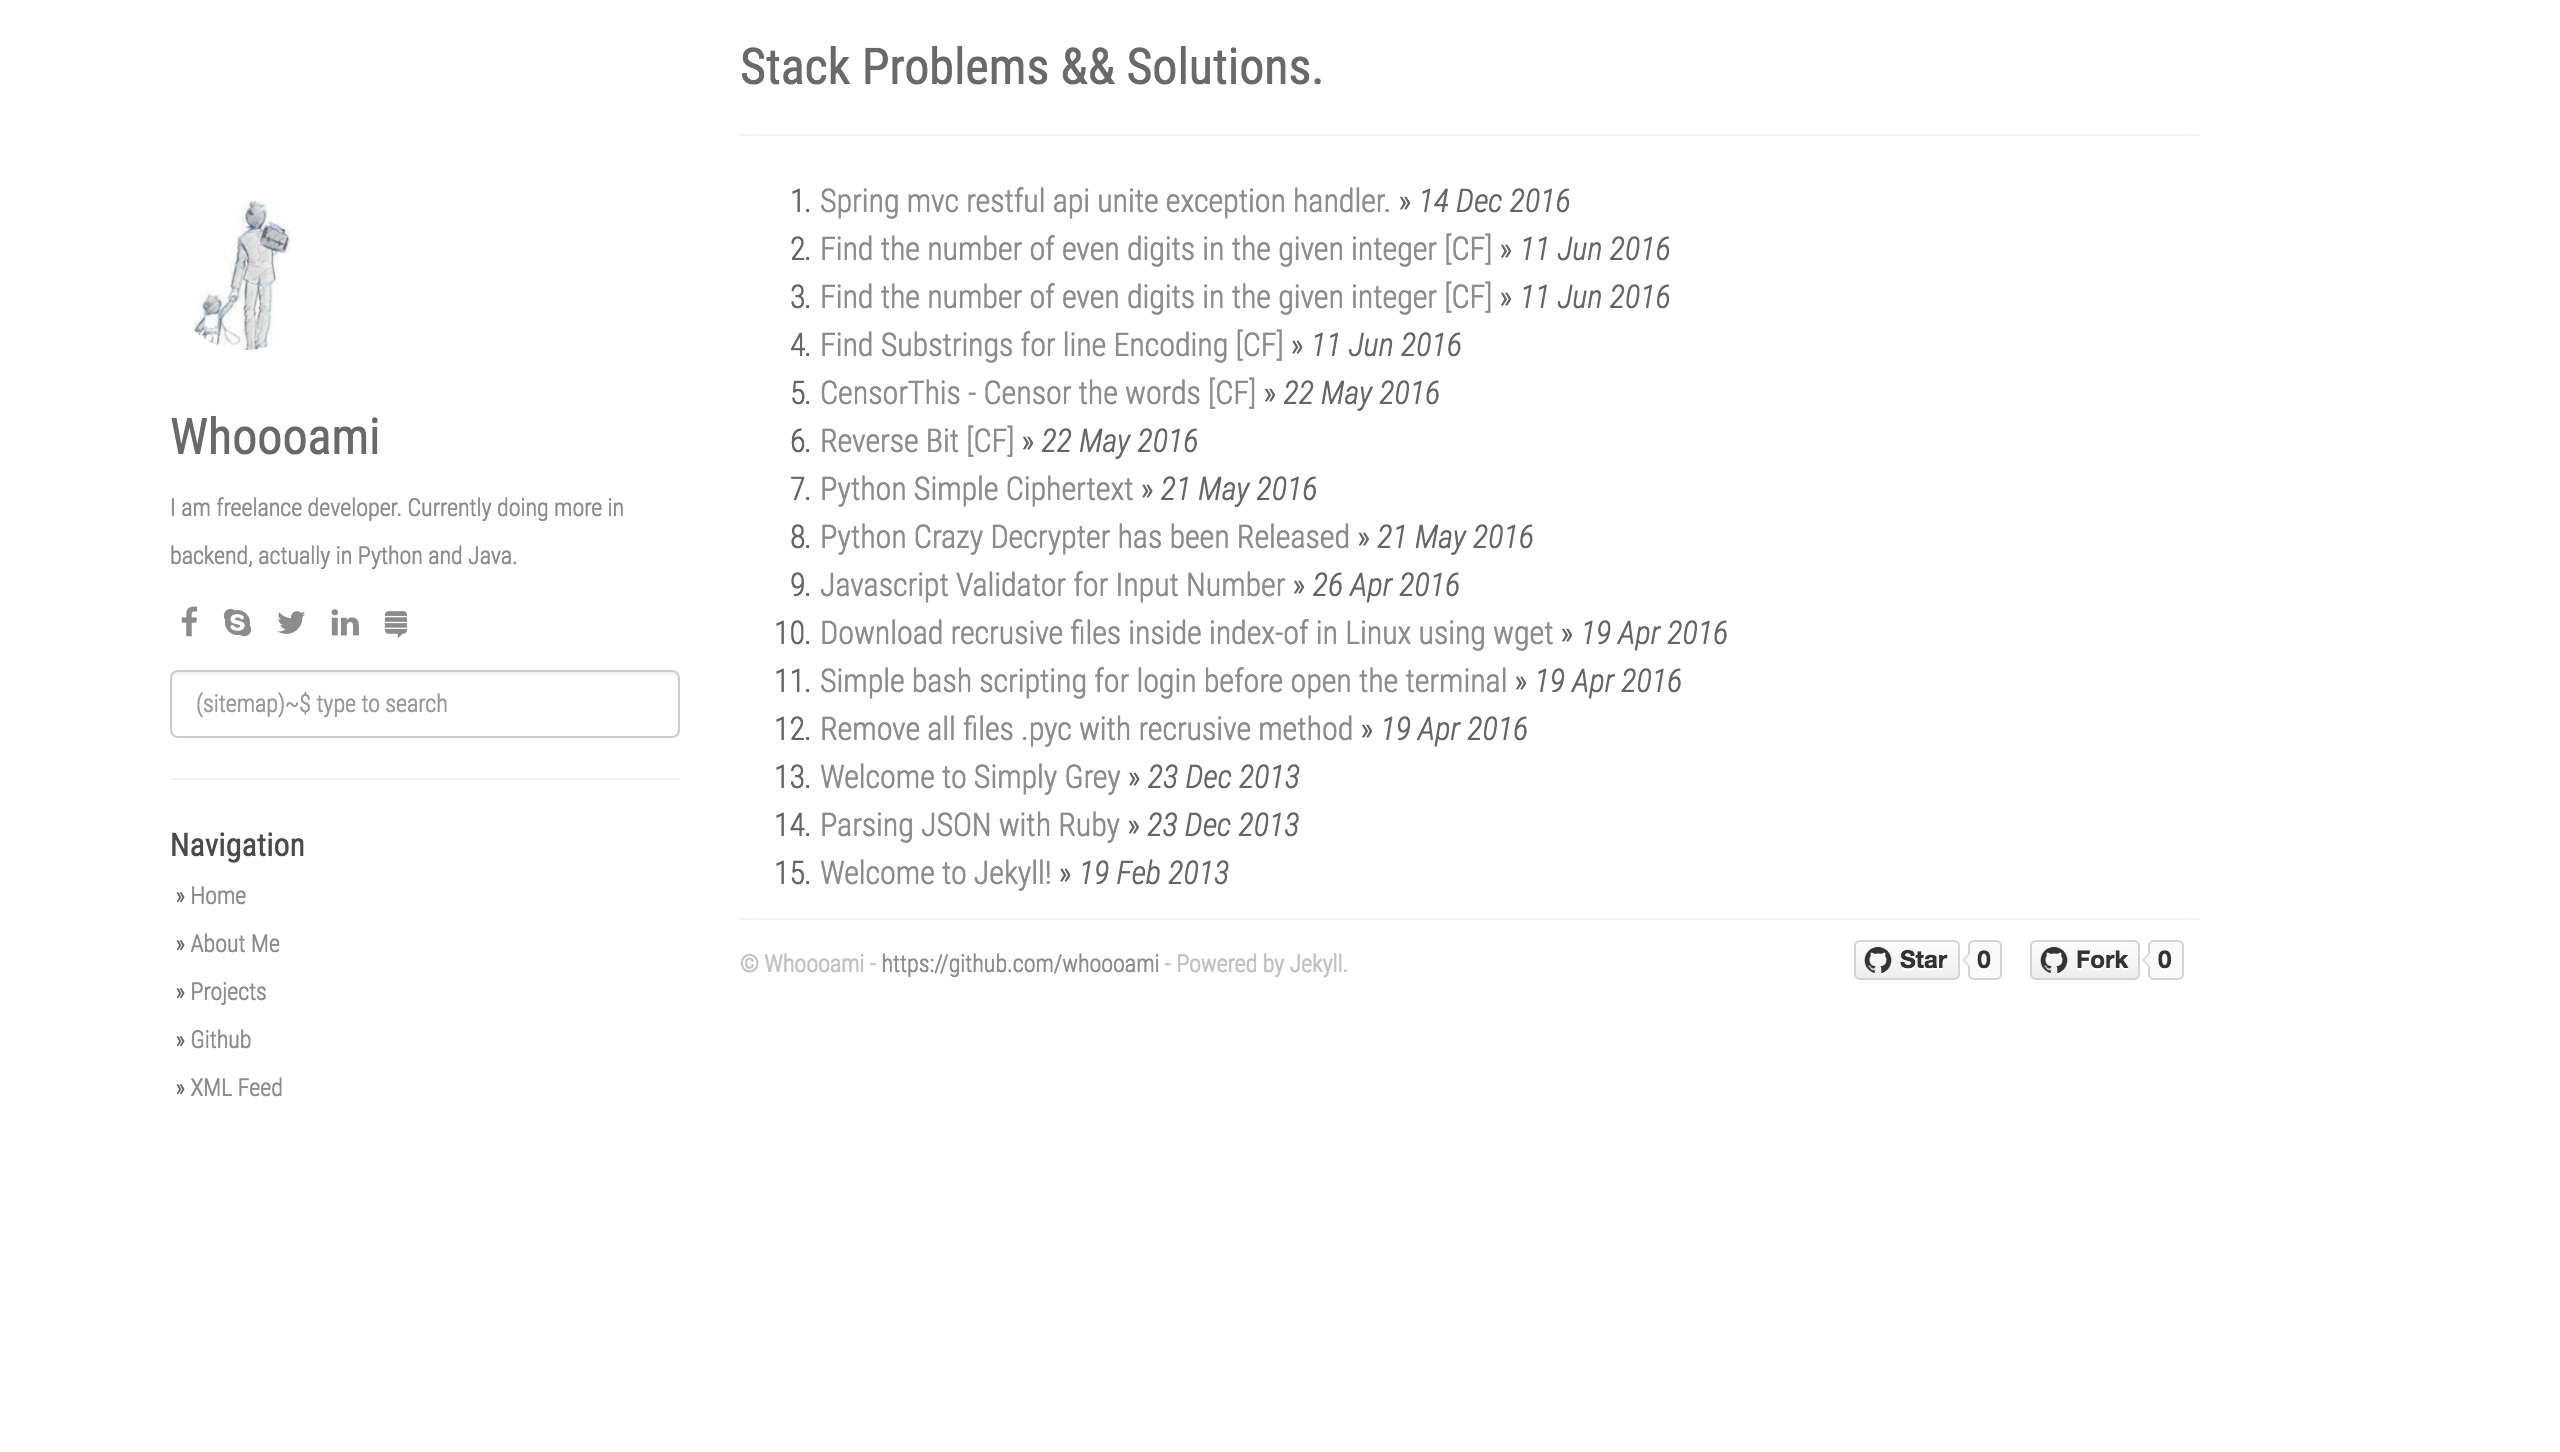 Whoooami
I am freelance developer. Currently doing more in
backend, actually in Python and Java.
(sitemap)~$ type to search
Navigation
» Home
» About Me
» Projects
» Github
» XML Feed
Stack Problems && Solutions.
1. Spring mvc restful api unite exception handler. » 14 Dec 2016
2. Find the number of even digits in the given integer [CF] » 11 Jun 2016
3. Find the number of even digits in the given integer [CF] » 11 Jun 2016
4. Find Substrings for line Encoding [CF] » 11 Jun 2016
5. CensorThis - Censor the words [CF] » 22 May 2016
6. Reverse Bit [CF] » 22 May 2016
7. Python Simple Ciphertext » 21 May 2016
8. Python Crazy Decrypter has been Released » 21 May 2016
9. Javascript Validator for Input Number » 26 Apr 2016
10. Download recrusive files inside index-of in Linux using wget » 19 Apr 2016
11. Simple bash scripting for login before open the terminal » 19 Apr 2016
12. Remove all files .pyc with recrusive method » 19 Apr 2016
13. Welcome to Simply Grey » 23 Dec 2013
14. Parsing JSON with Ruby » 23 Dec 2013
15. Welcome to Jekyll! » 19 Feb 2013
© Whoooami - https://github.com/whoooami - Powered by Jekyll.
Star 0 Fork 0